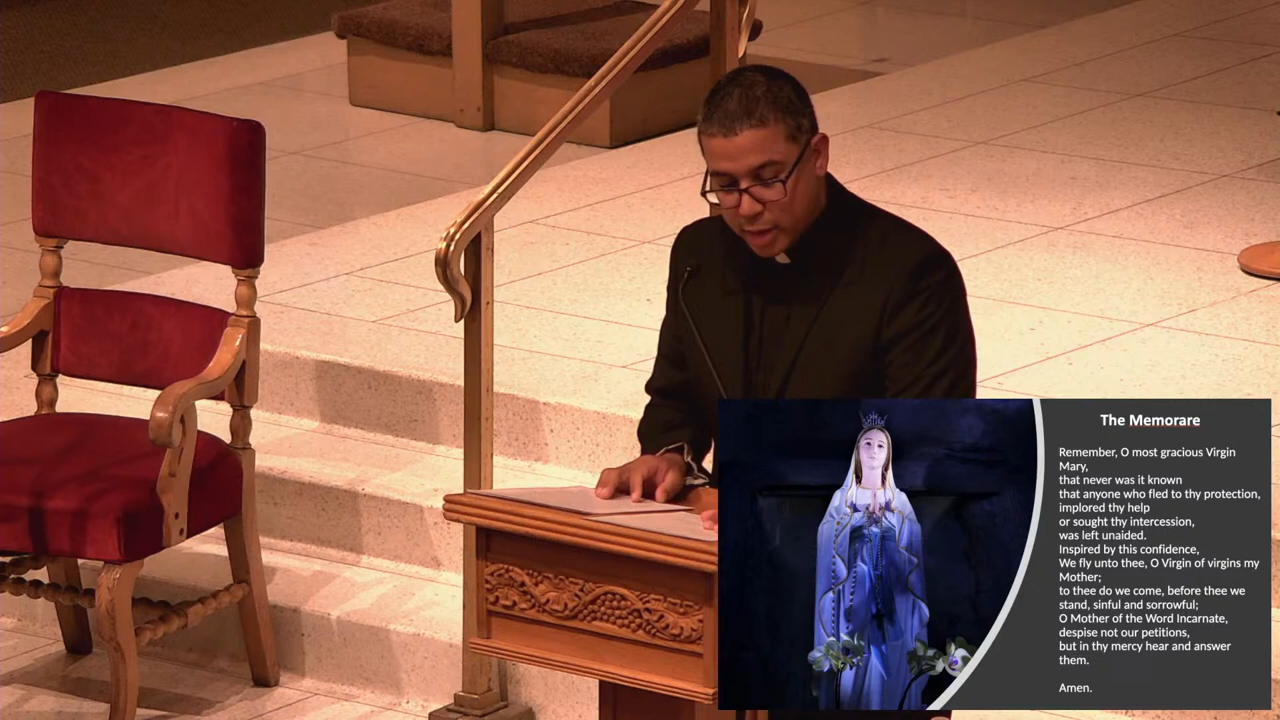 The Memorare
Remember, O most gracious Virgin
Mary,
that never was it known
that anyone who fled to thy protection,
implored thy help
or sought thy intercession,
was left unaided.
Inspired by this confidence,
We fly unto thee, O Virgin of virgins my
Mother;
to thee do we come, before thee we
stand, sinful and sorrowful;
O Mother of the Word Incarnate,
despise not our petitions,
but in thy mercy hear and answer
them.
Amen.